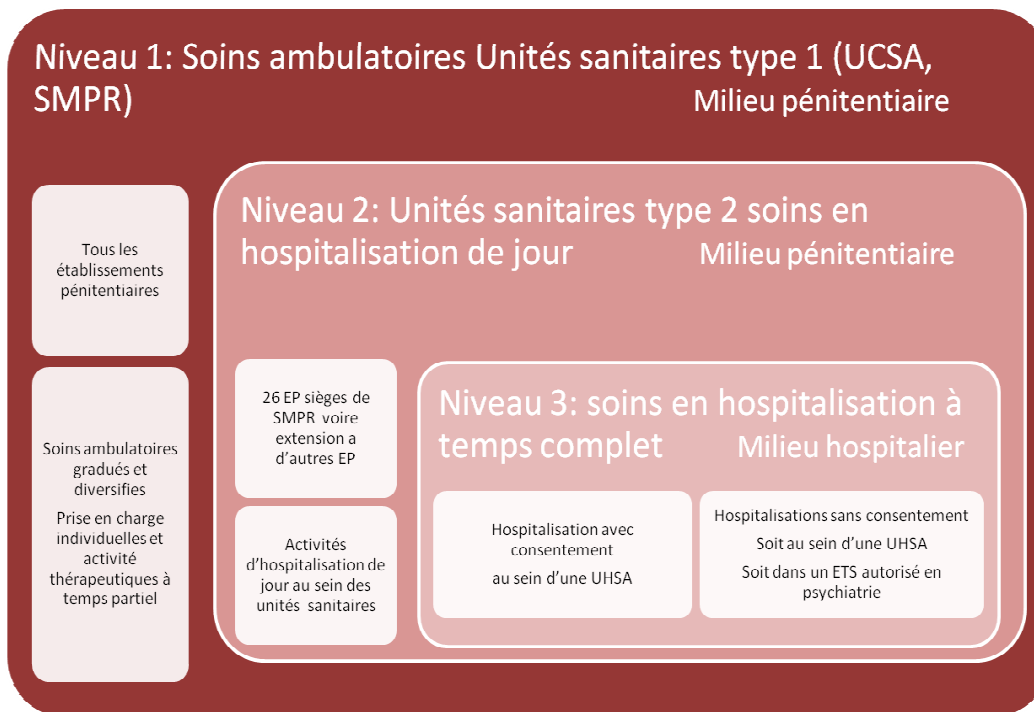 Niveau 1: Soins ambulatoires Unités sanitaires type 1 (UCSA,
SMPR) Milieu pénitentiaire
Tous les
établissements
pénitentiaires
Soins ambulatoires
gradués et
diversifies
Prise en charge
individuelles et
activité
thérapeutiques à
temps partiel
Niveau 2: Unités sanitaires type 2 soins en
hospitalisation de jour Milieu pénitentiaire
26 EP sièges de
SMPR voire
extension a
d'autres EP
Activités
d'hospitalisation de
jour au sein des
unités sanitaires
Niveau 3: soins en hospitalisation à
temps complet Milieu hospitalier
Hospitalisation avec
consentement
au sein d'une UHSA
Hospitalisations sans consentement
Soit au sein d'une UHSA
Soit dans un ETS autorisé en
psychiatrie